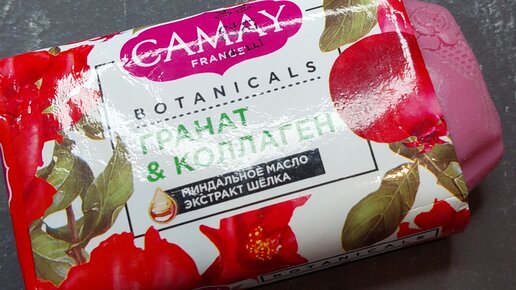 CAMAY
FRANCE
BOTANICALS
ГРАНАТ
& КОЛЛАГЕН
МИНДАЛЬНОЕ МАСЛО
ЭКСТРАКТ ШЁЛКА
BOTANICALS